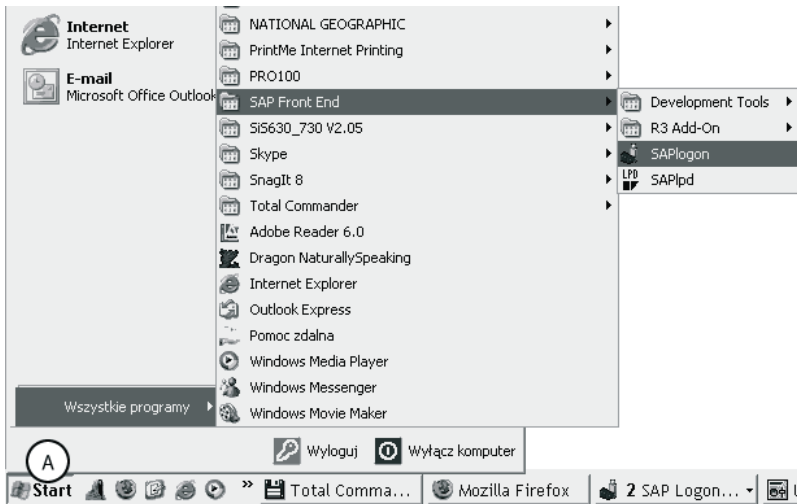 Internet
Internet Explorer
E-mail
Microsoft Office Outlook
Wszystkie programy
NATIONAL GEOGRAPHIC
PrintMe Internet Printing
PRO100
SAP Front End
SiS630_730 V2.05
Skype
SnagIt 8
Total Commander
Adobe Reader 6.0
Dragon NaturallySpeaking
Internet Explorer
Outlook Express
Pomoc zdalna
Windows Media Player
Windows Messenger
Windows Movie Maker
Development Tools
R3 Add-On
SAPlogon
LPD SAPlpd
Wyloguj Wyłącz komputer
A
Start » Total Comma... Mozilla Firefox 2 SAP Logon...